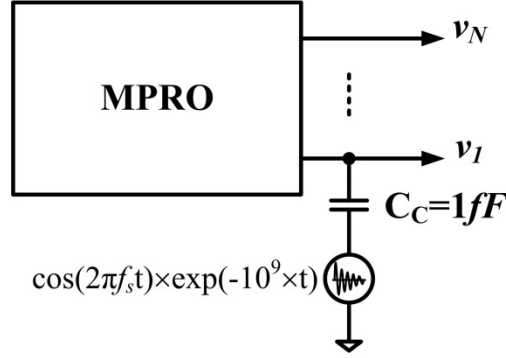 v_N
MPRO
v_1
C_C=1fF
cos(2πf_st)×exp(-10^9×t)